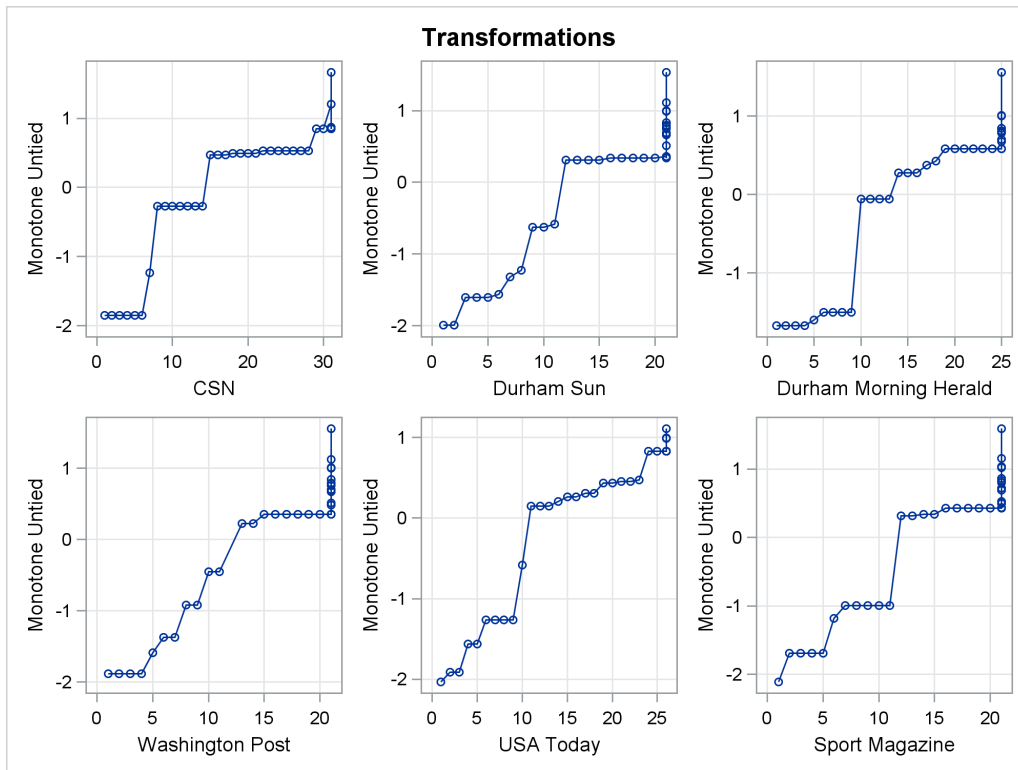 Transformations
Monotone Untied
1
0
-1
-2
0 10 20 30
CSN
Monotone Untied
1
0
-1
-2
0 5 10 15 20
Durham Sun
Monotone Untied
1
0
-1
0 5 10 15 20 25
Durham Morning Herald
Monotone Untied
1
0
-1
-2
0 5 10 15 20
Washington Post
Monotone Untied
1
0
-1
-2
0 5 10 15 20 25
USA Today
Monotone Untied
1
0
-1
-2
0 5 10 15 20
Sport Magazine